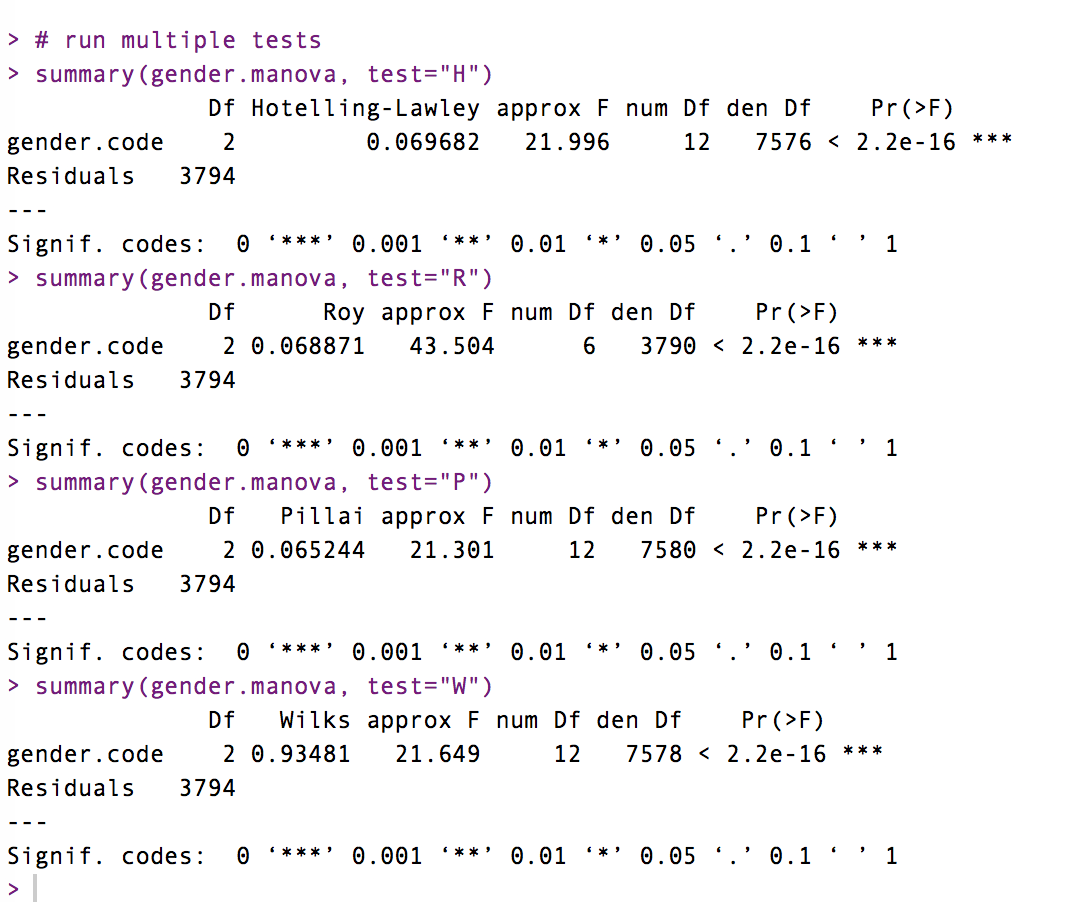 > # run multiple tests
> summary(gender.manova, test="H")
              Df Hotelling-Lawley approx F num Df den Df    Pr(>F)
gender.code    2         0.069682   21.996     12   7576 < 2.2e-16 ***
Residuals   3794
---
Signif. codes:  0 ‘***’ 0.001 ‘**’ 0.01 ‘*’ 0.05 ‘.’ 0.1 ‘ ’ 1
> summary(gender.manova, test="R")
              Df      Roy approx F num Df den Df    Pr(>F)
gender.code    2 0.068871   43.504      6   3790 < 2.2e-16 ***
Residuals   3794
---
Signif. codes:  0 ‘***’ 0.001 ‘**’ 0.01 ‘*’ 0.05 ‘.’ 0.1 ‘ ’ 1
> summary(gender.manova, test="P")
              Df   Pillai approx F num Df den Df    Pr(>F)
gender.code    2 0.065244   21.301     12   7580 < 2.2e-16 ***
Residuals   3794
---
Signif. codes:  0 ‘***’ 0.001 ‘**’ 0.01 ‘*’ 0.05 ‘.’ 0.1 ‘ ’ 1
> summary(gender.manova, test="W")
              Df   Wilks approx F num Df den Df    Pr(>F)
gender.code    2 0.93481   21.649     12   7578 < 2.2e-16 ***
Residuals   3794
---
Signif. codes:  0 ‘***’ 0.001 ‘**’ 0.01 ‘*’ 0.05 ‘.’ 0.1 ‘ ’ 1
>